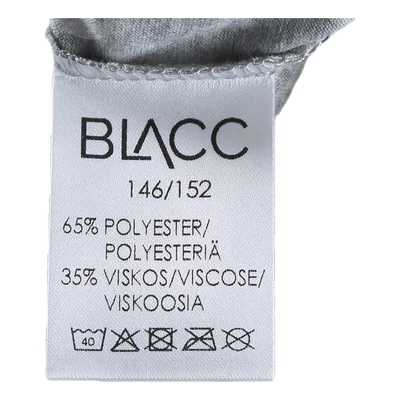 BLACC
146/152
65% POLYESTER/
POLYESTERIÄ
35% VISKOS/VISCOSE/
VISKOOSIA
40